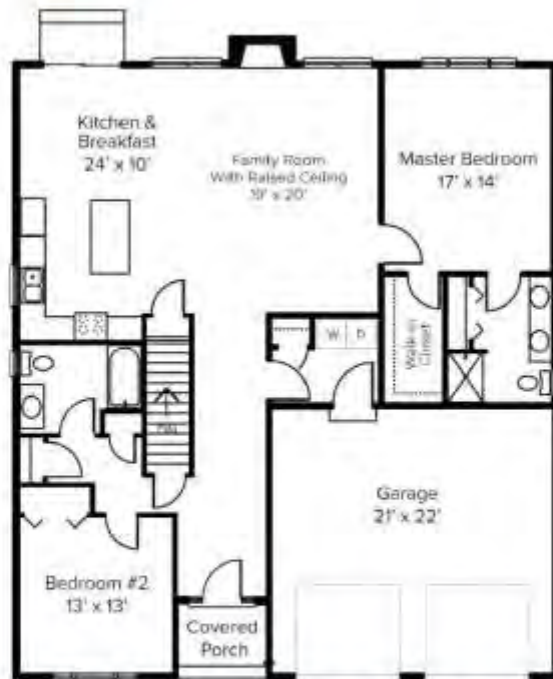 Kitchen &
Breakfast
24' x 10'
Family Room
With Raised Ceiling
19' x 20'
Master Bedroom
17' x 14'
W D
Walk-in
Closet
Garage
21' x 22'
Bedroom #2
13' x 13'
Covered
Porch